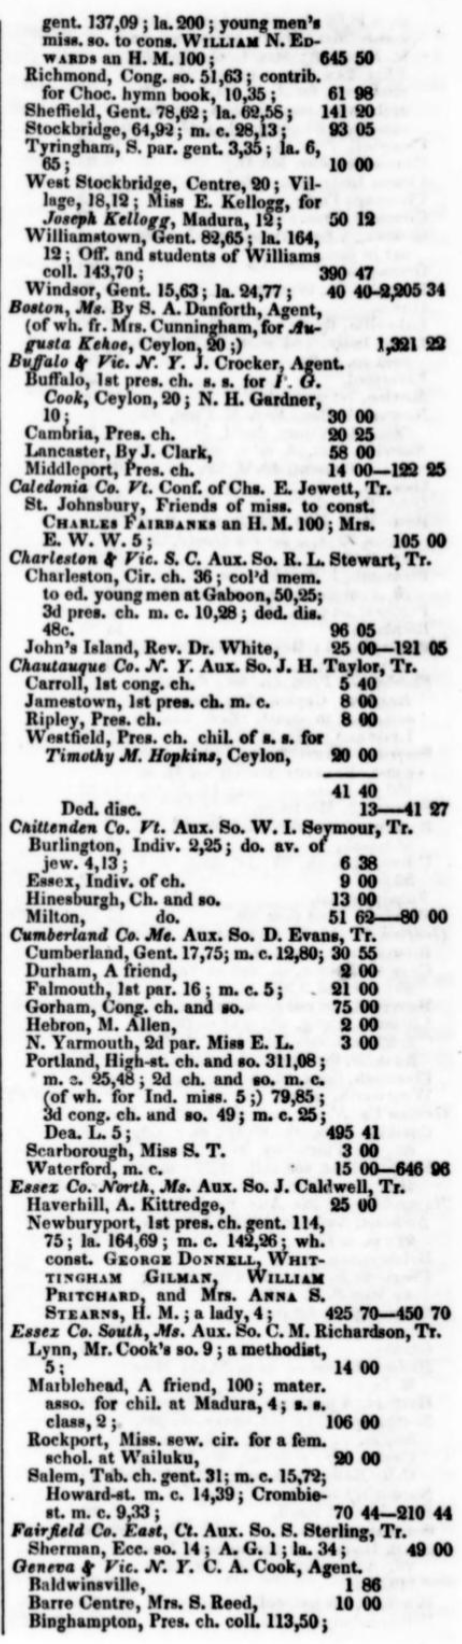 gent. 137,09 ; la. 200 ; young men's
miss. so. to cons. WILLIAM N. ED-
WARDS an H. M. 100 ; 645 50
Richmond, Cong. so. 51,63 ; contrib.
for Choc. hymn book, 10,35 ; 61 98
Sheffield, Gent. 78,62 ; la. 62,58 ; 141 20
Stockbridge, 64,92 ; m. c. 28,13 ; 93 05
Tyringham, S. par. gent. 3,35 ; la. 6,
65 ; 10 00
West Stockbridge, Centre, 20 ; Vil-
lage, 18,12 ; Miss E. Kellogg, for
Joseph Kellogg, Madura, 12 ; 50 12
Williamstown, Gent. 82,65 ; la. 164,
12 ; Off. and students of Williams
coll. 143,70 ; 390 47
Windsor, Gent. 15,63 ; la. 24,77 ; 40 40-2,205 34
Boston, Ms. By S. A. Danforth, Agent,
(of wh. fr. Mrs. Cunningham, for Au-
gusta Kehoe, Ceylon, 20 ;) 1,321 22
Buffalo & Vic. N. Y. J. Crocker, Agent.
Buffalo, 1st pres. ch. s. s. for G.
Cook, Ceylon, 20 ; N. H. Gardner,
10 ; 30 00
Cambria, Pres. ch. 20 25
Lancaster, By J. Clark, 58 00
Middleport, Pres. ch. 14 00—122 25
Caledonia Co. Vt. Conf. of Chs. E. Jewett, Tr.
St. Johnsbury, Friends of miss. to const.
CHARLES FAIRBANKS an H. M. 100 ; Mrs.
E. W. W. 5 ; 105 00
Charleston & Vic. S. C. Aux. So. R. L. Stewart, Tr.
Charleston, Cir. ch. 36 ; col'd mem.
to ed. young men at Gaboon, 50,25;
3d pres. ch. m. c. 10,28 ; ded. dis.
48c. 96 05
John's Island, Rev. Dr. White, 25 00—121 05
Chautauque Co. N. Y. Aux. So. J. H. Taylor, Tr.
Carroll, 1st cong. ch. 5 40
Jamestown, 1st pres. ch. m. c. 8 00
Ripley, Pres. ch. 8 00
Westfield, Pres. ch. chil. of s. s. for
Timothy M. Hopkins, Ceylon, 20 00
41 40
Ded. disc. 13—41 27
Chittenden Co. Vt. Aux. So. W. I. Seymour, Tr.
Burlington, Indiv. 2,25 ; do. av. of
jew. 4,13 ; 6 38
Essex, Indiv. of ch. 9 00
Hinesburgh, Ch. and so. 13 00
Milton, do. 51 62—80 00
Cumberland Co. Me. Aux. So. D. Evans, Tr.
Cumberland, Gent. 17,75; m. c. 12,80; 30 55
Durham, A friend, 2 00
Falmouth, 1st par. 16 ; m. c. 5 ; 21 00
Gorham, Cong. ch. and so. 75 00
Hebron, M. Allen, 2 00
N. Yarmouth, 2d par. Miss E. L. 3 00
Portland, High-st. ch. and so. 311,08 ;
m. c. 25,48 ; 2d ch. and so. m. c.
(of wh. for Ind. miss. 5 ;) 79,85 ;
3d cong. ch. and so. 49 ; m. c. 25 ;
Dea. L. 5 ; 495 41
Scarborough, Miss S. T. 3 00
Waterford, m. c. 15 00—646 96
Essex Co. North, Ms. Aux. So. J. Caldwell, Tr.
Haverhill, A. Kittredge, 25 00
Newburyport, 1st pres. ch. gent. 114,
75 ; la. 164,69 ; m. c. 142,26 ; wh.
const. GEORGE DONNELL, WHIT-
TINGHAM GILMAN, WILLIAM
PRITCHARD, and Mrs. ANNA S.
STEARNS, H. M. ; a lady, 4 ; 425 70—450 70
Essex Co. South, Ms. Aux. So. C. M. Richardson, Tr.
Lynn, Mr. Cook's so. 9 ; a methodist,
5 ; 14 00
Marblehead, A friend, 100 ; mater.
asso. for chil. at Madura, 4 ; s. s.
class, 2 ; 106 00
Rockport, Miss. sew. cir. for a fem.
schol. at Wailuku, 20 00
Salem, Tab. ch. gent. 31; m. c. 15,72;
Howard-st. m. c. 14,39 ; Crombie-
st. m. c. 9,33 ; 70 44—210 44
Fairfield Co. East, Ct. Aux. So. S. Sterling, Tr.
Sherman, Ecc. so. 14 ; A. G. 1 ; la. 34 ; 49 00
Geneva & Vic. N. Y. C. A. Cook, Agent.
Baldwinsville, 1 86
Barre Centre, Mrs. S. Reed, 10 00
Binghampton, Pres. ch. coll. 113,50 ;